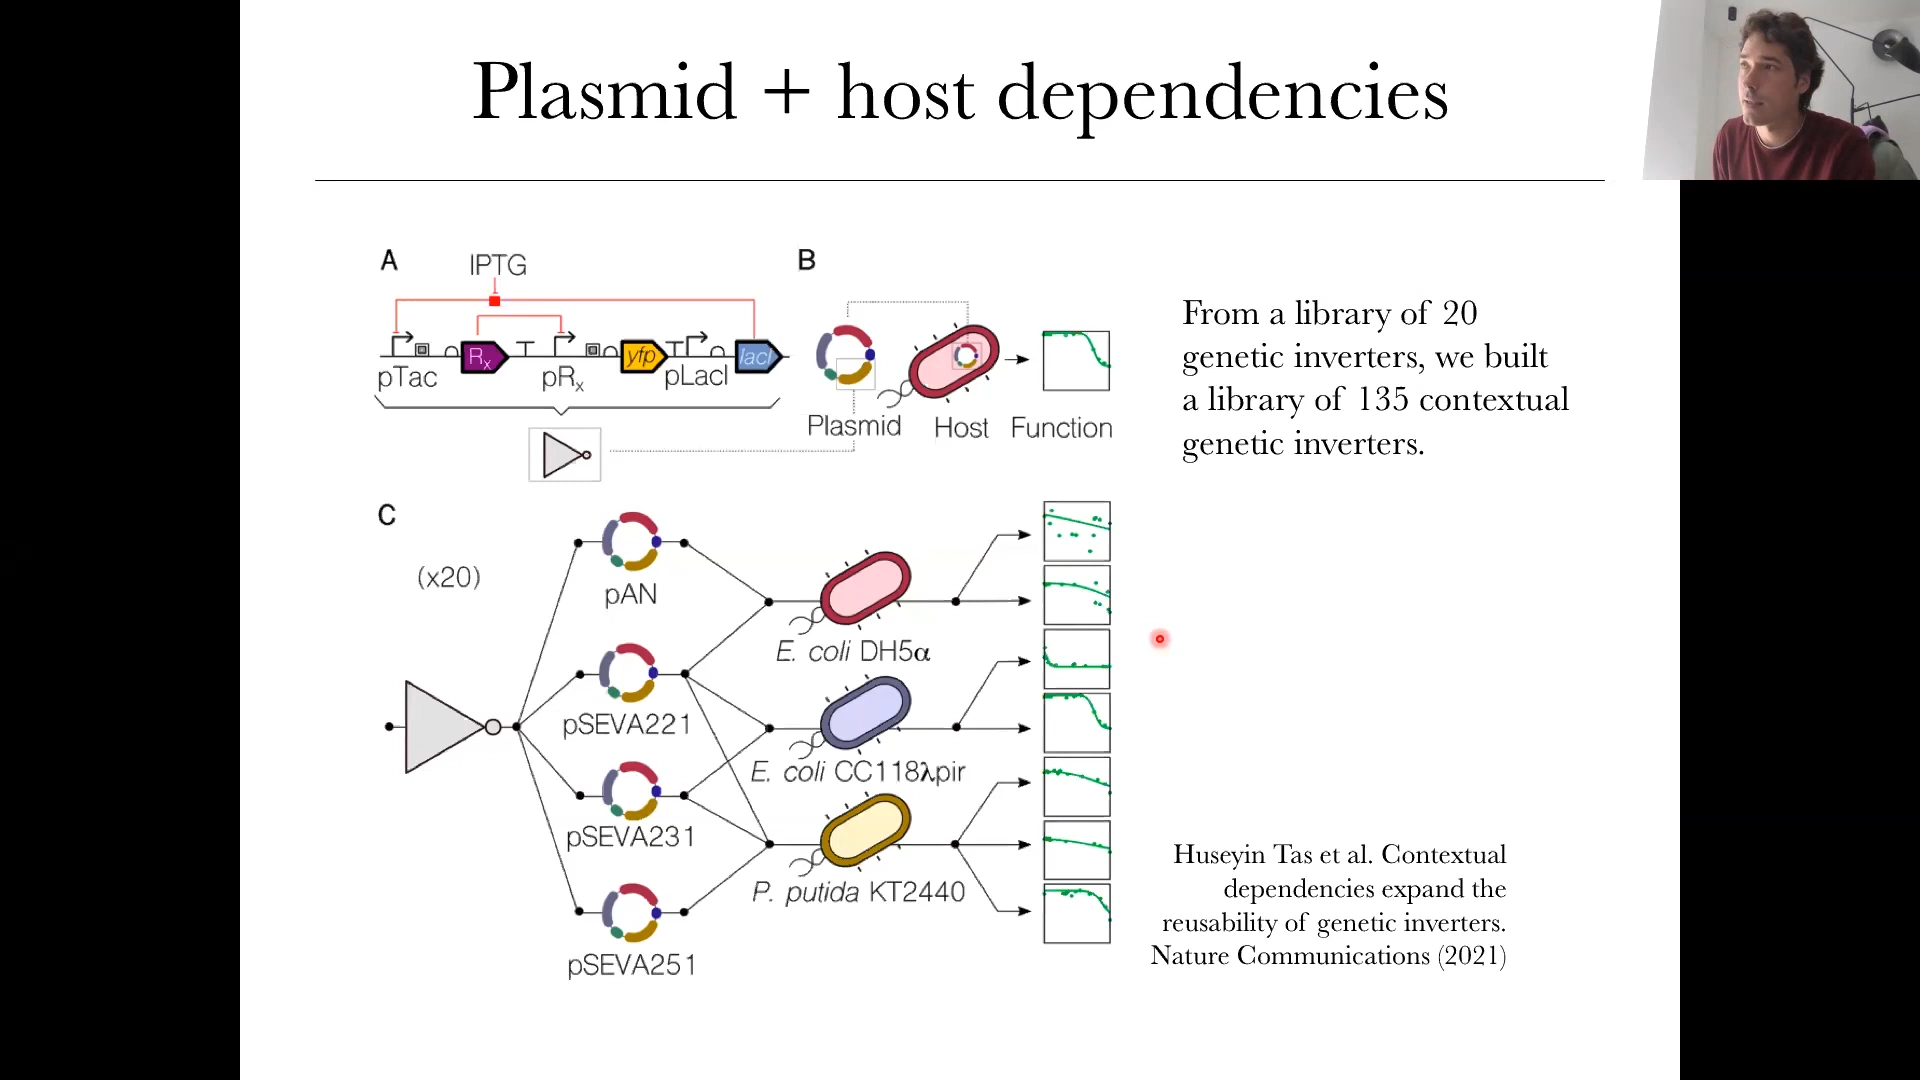 Plasmid + host dependencies
A
IPTG
Rx
yfp
lacI
pTac
pRx
pLacI
B
Plasmid
Host
Function
From a library of 20
genetic inverters, we built
a library of 135 contextual
genetic inverters.
C
(x20)
pAN
pSEVA221
pSEVA231
pSEVA251
E. coli DH5α
E. coli CC118λpir
P. putida KT2440
Huseyin Tas et al. Contextual
dependencies expand the
reusability of genetic inverters.
Nature Communications (2021)